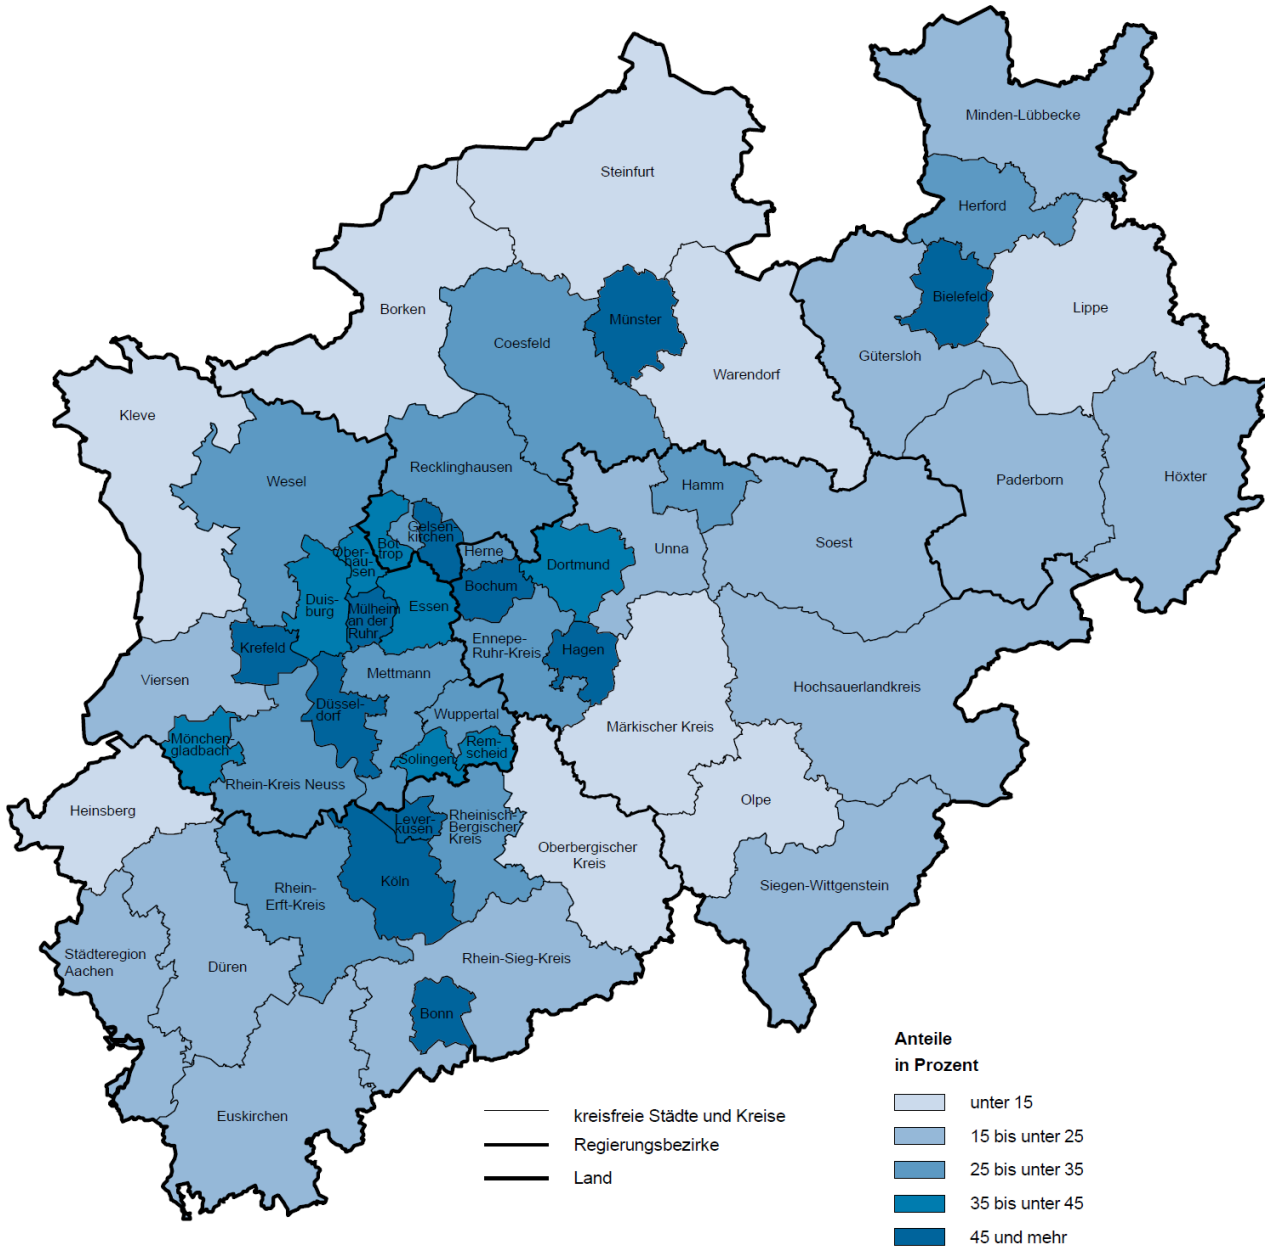 Minden-Lübbecke
Steinfurt
Herford
Bielefeld
Lippe
Borken
Münster
Coesfeld
Gütersloh
Warendorf
Kleve
Recklinghausen
Wesel
Hamm
Paderborn
Höxter
Gelsen-
kirchen
Bot-
trop
Ober-
hau-
sen
Herne
Unna
Soest
Bochum
Dortmund
Duis-
burg
Mülheim
an der
Ruhr
Essen
Krefeld
Ennepe-
Ruhr-Kreis
Hagen
Viersen
Mettmann
Hochsauerlandkreis
Düssel-
dorf
Wuppertal
Märkischer Kreis
Mönchen-
gladbach
Rem-
scheid
Solingen
Rhein-Kreis Neuss
Heinsberg
Olpe
Lever-
kusen
Rheinisch-
Bergischer
Kreis
Oberbergischer
Kreis
Köln
Rhein-
Erft-Kreis
Siegen-Wittgenstein
Städteregion
Aachen
Düren
Rhein-Sieg-Kreis
Bonn
Euskirchen
kreisfreie Städte und Kreise
Regierungsbezirke
Land
Anteile
in Prozent
unter 15
15 bis unter 25
25 bis unter 35
35 bis unter 45
45 und mehr